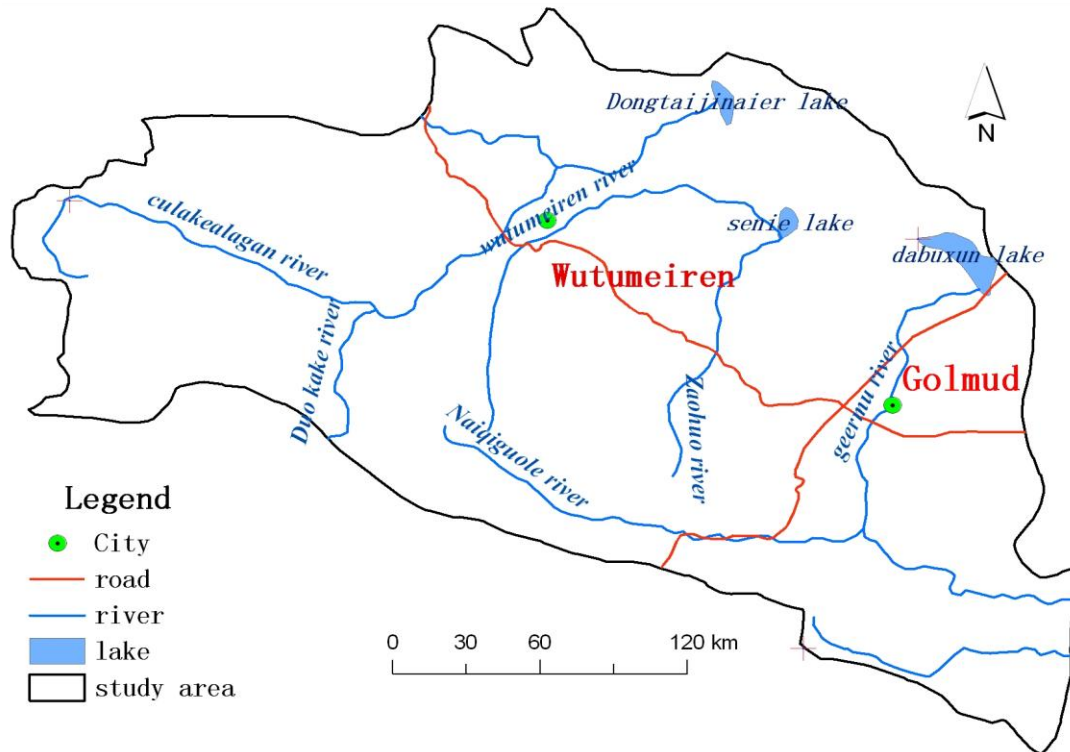 Dongtaijinaier lake
N
culakealagan river
wutumeiren river
senie lake
dabuxun lake
Wutumeiren
Duo kake river
Naiqiguole river
Zaohuo river
geermu river
Golmud
Legend
City
road
river
lake
study area
0 30 60 120 km